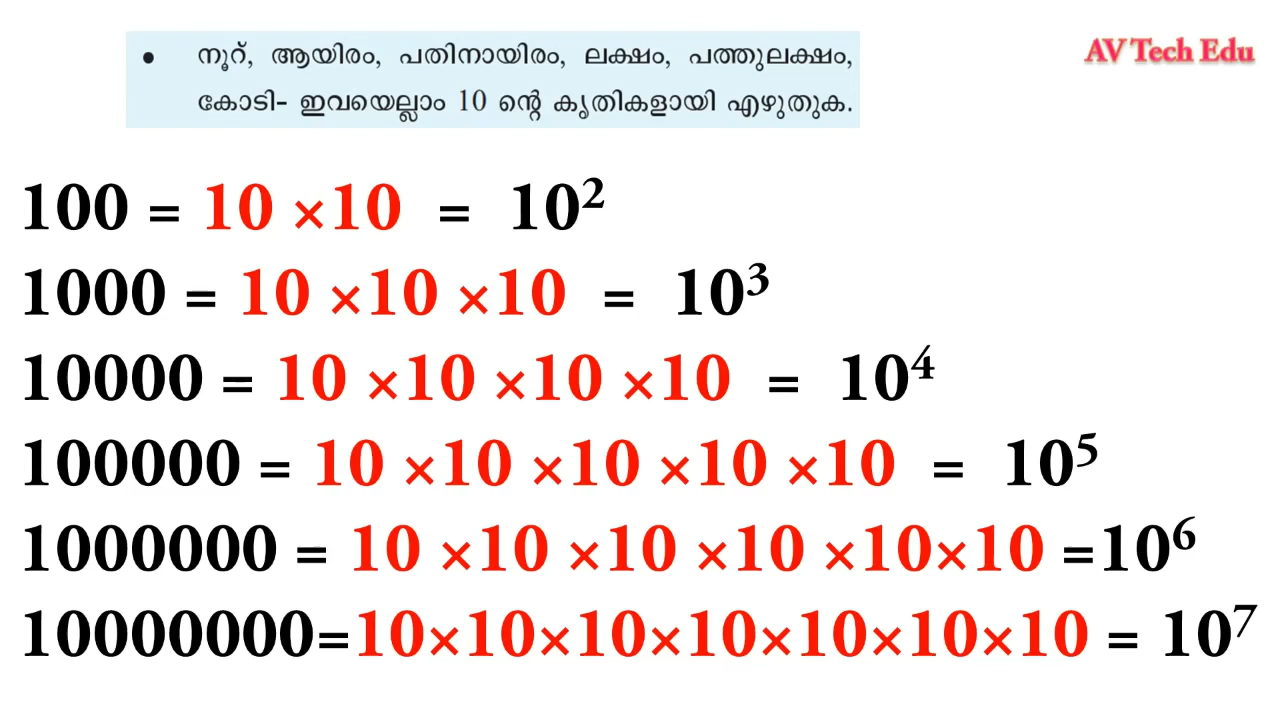 AV Tech Edu
• നൂറ്, ആയിരം, പതിനായിരം, ലക്ഷം, പത്തുലക്ഷം,
കോടി- ഇവയെല്ലാം 10 ന്റെ കൃതികളായി എഴുതുക.
100 = 10 ×10 = 10²
1000 = 10 ×10 ×10 = 10³
10000 = 10 ×10 ×10 ×10 = 10⁴
100000 = 10 ×10 ×10 ×10 ×10 = 10⁵
1000000 = 10 ×10 ×10 ×10 ×10×10 =10⁶
10000000=10×10×10×10×10×10×10 = 10⁷